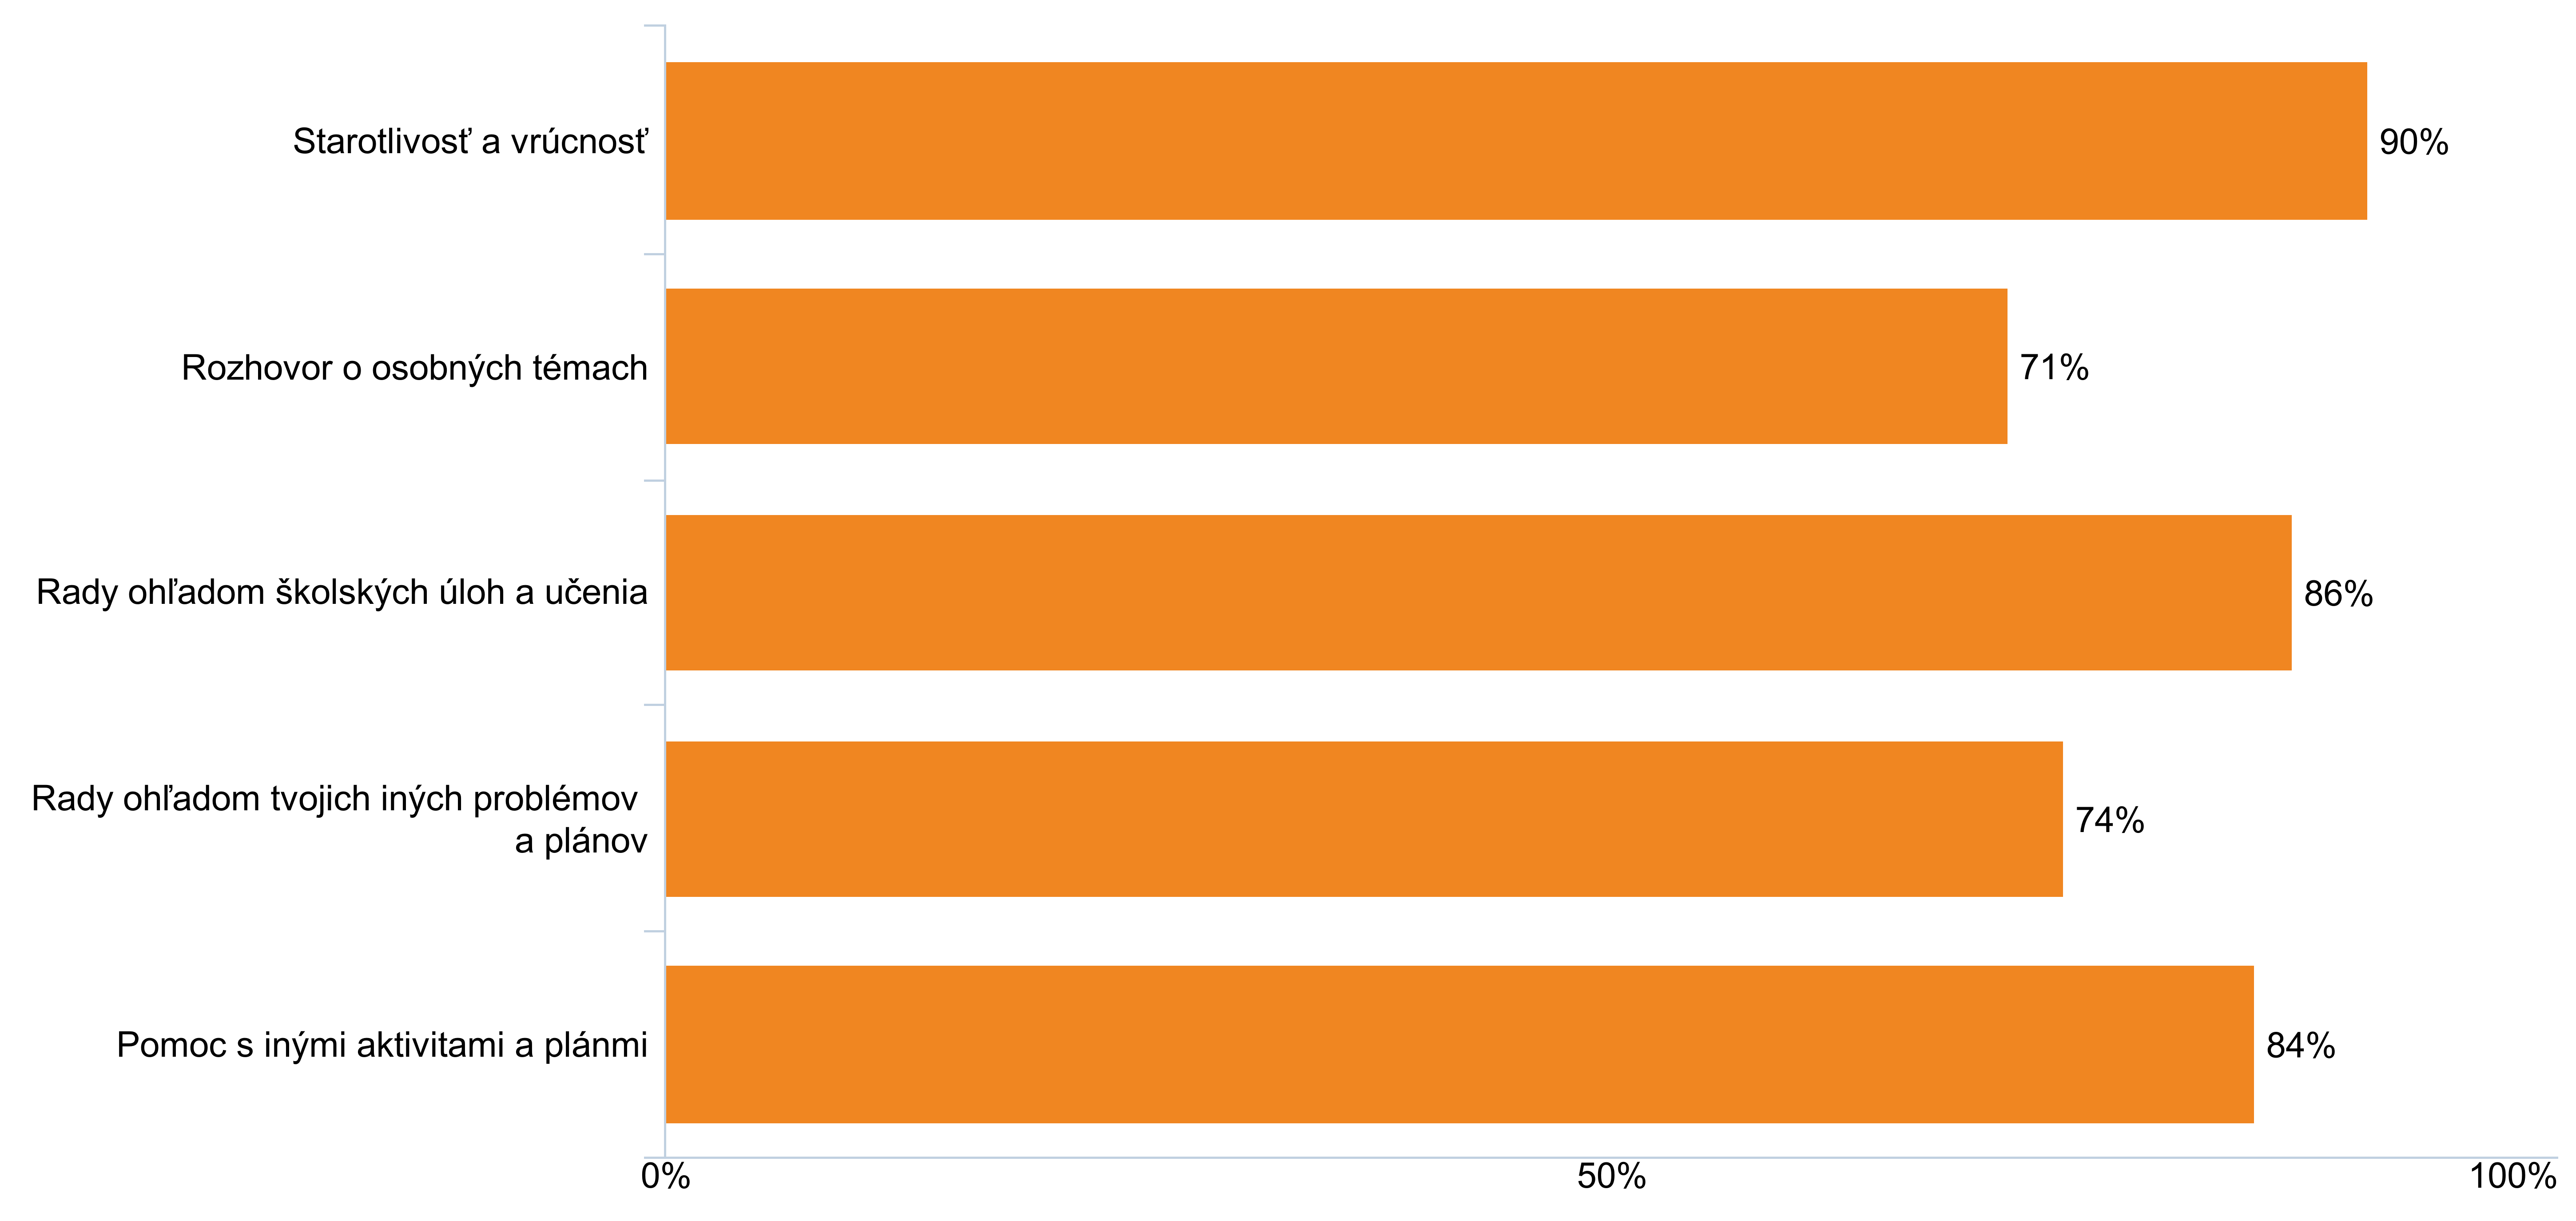 Starotlivosť a vrúcnosť
90%
Rozhovor o osobných témach
71%
Rady ohľadom školských úloh a učenia
86%
Rady ohľadom tvojich iných problémov
a plánov
74%
Pomoc s inými aktivitami a plánmi
84%
0%
50%
100%